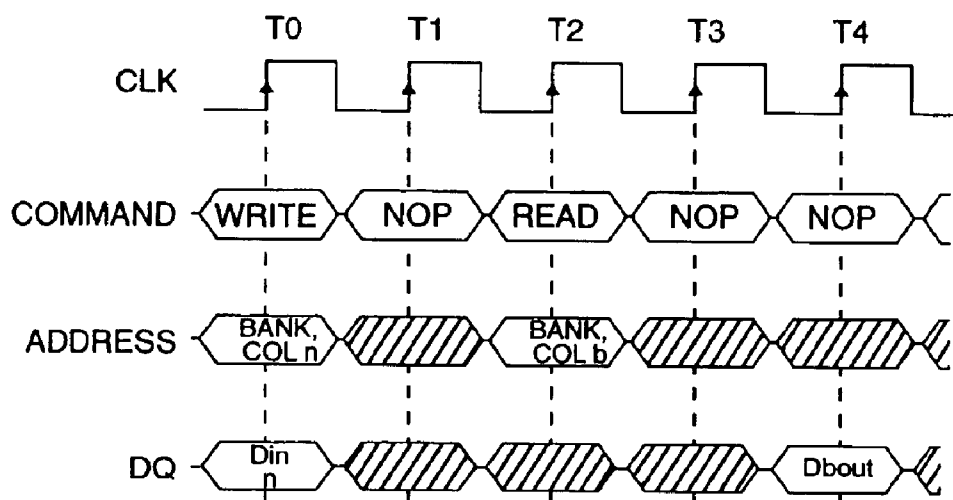 T0 T1 T2 T3 T4
CLK
COMMAND WRITE NOP READ NOP NOP
ADDRESS BANK, COL n BANK, COL b
DQ Din n Dbout